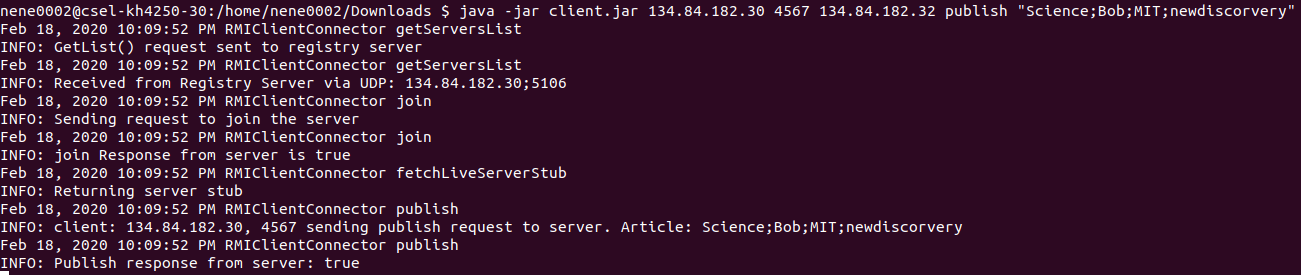 nene0002@csel-kh4250-30:/home/nene0002/Downloads $ java -jar client.jar 134.84.182.30 4567 134.84.182.32 publish "Science;Bob;MIT;newdiscorvery"
Feb 18, 2020 10:09:52 PM RMIClientConnector getServersList
INFO: GetList() request sent to registry server
Feb 18, 2020 10:09:52 PM RMIClientConnector getServersList
INFO: Received from Registry Server via UDP: 134.84.182.30;5106
Feb 18, 2020 10:09:52 PM RMIClientConnector join
INFO: Sending request to join the server
Feb 18, 2020 10:09:52 PM RMIClientConnector join
INFO: join Response from server is true
Feb 18, 2020 10:09:52 PM RMIClientConnector fetchLiveServerStub
INFO: Returning server stub
Feb 18, 2020 10:09:52 PM RMIClientConnector publish
INFO: client: 134.84.182.30, 4567 sending publish request to server. Article: Science;Bob;MIT;newdiscorvery
Feb 18, 2020 10:09:52 PM RMIClientConnector publish
INFO: Publish response from server: true